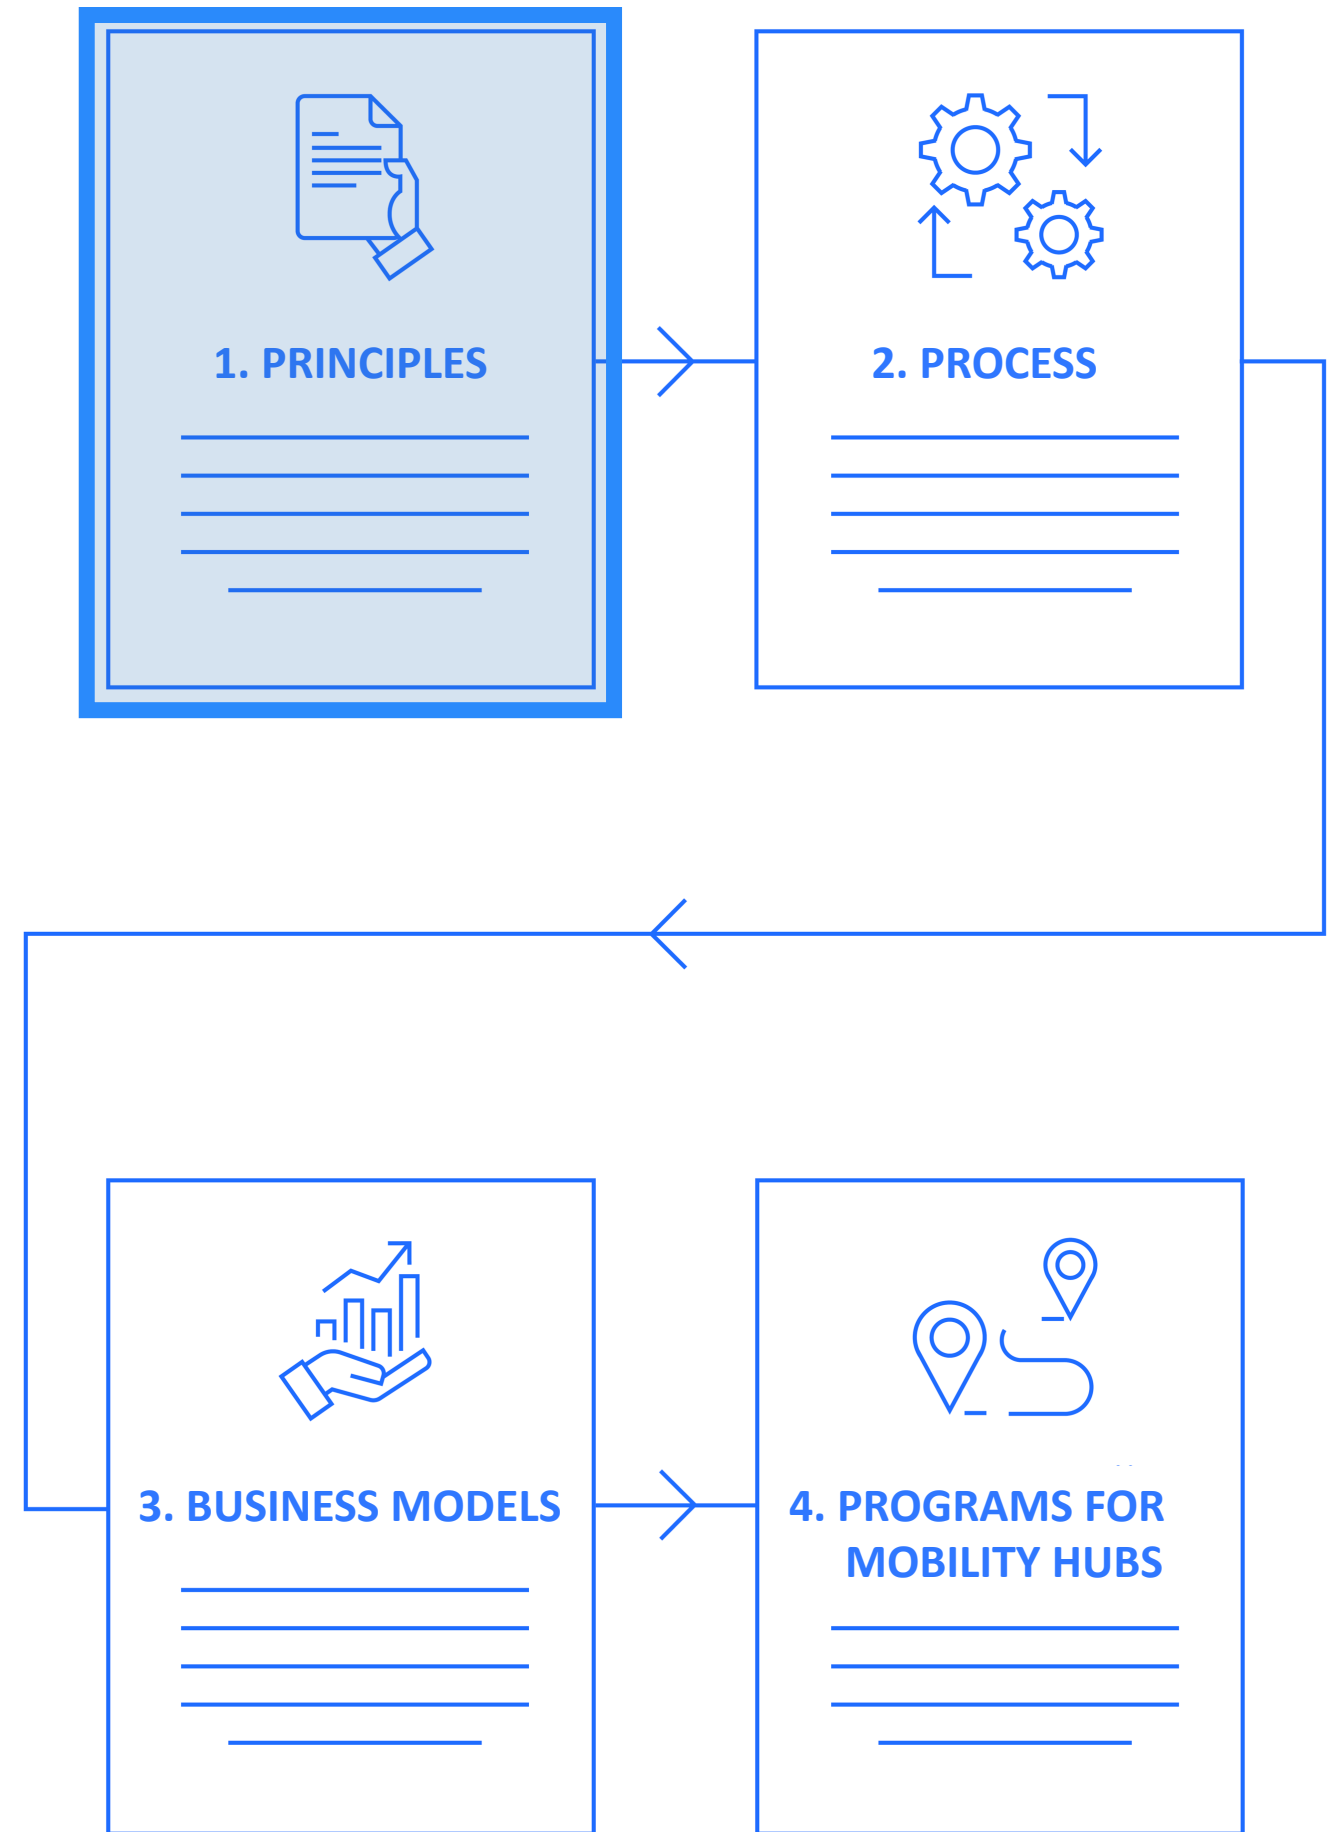 1. PRINCIPLES
2. PROCESS
3. BUSINESS MODELS
4. PROGRAMS FOR
MOBILITY HUBS